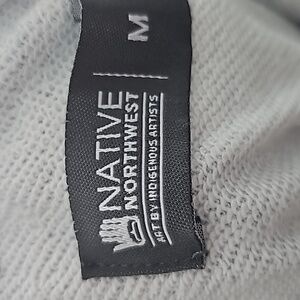 NATIVE
NORTHWEST
ART BY INDIGENOUS ARTISTS
M